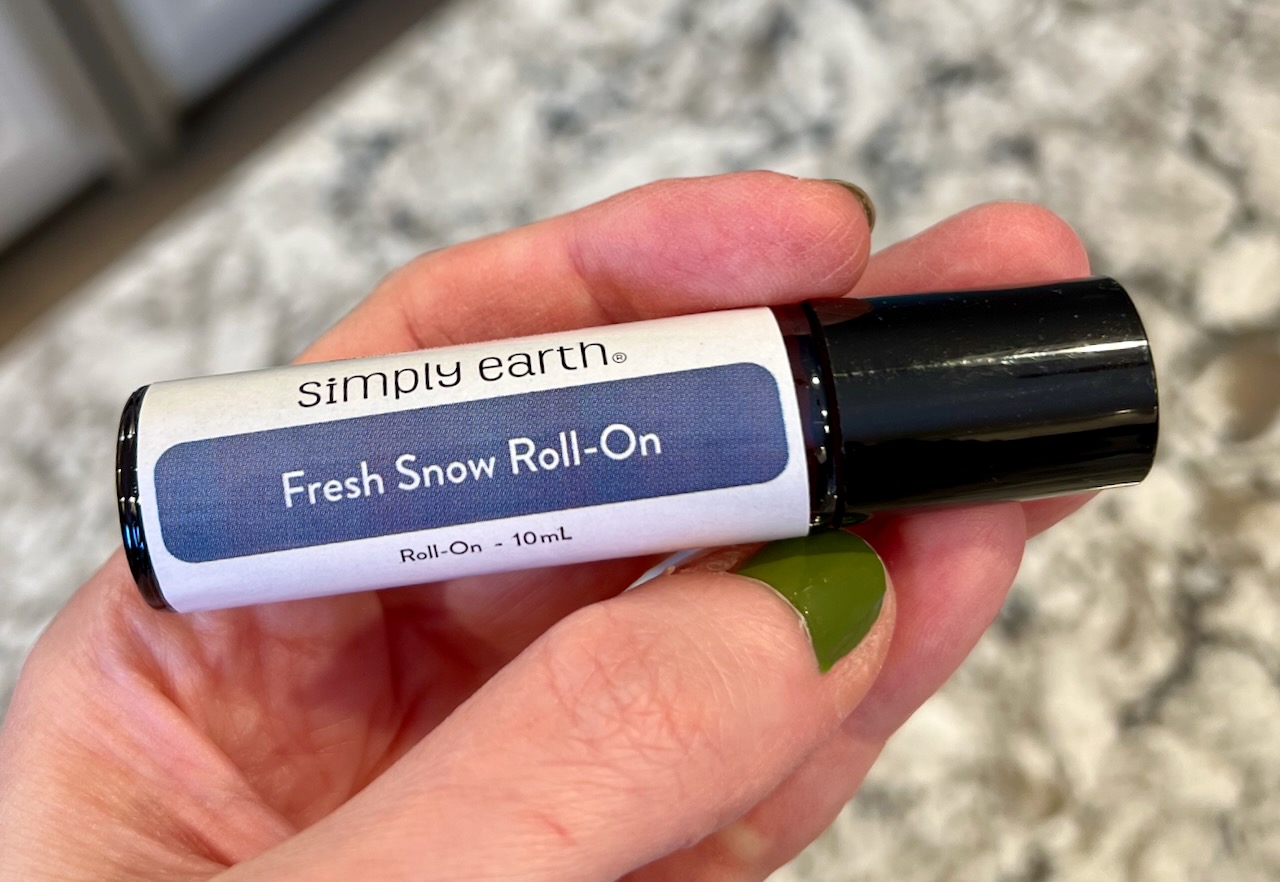 simply earth®
Fresh Snow Roll-On
Roll-On - 10mL